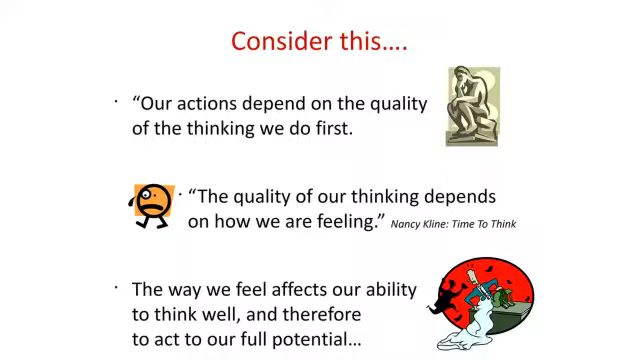 Consider this….
· “Our actions depend on the quality
of the thinking we do first.
· “The quality of our thinking depends
on how we are feeling.” Nancy Kline: Time To Think
· The way we feel affects our ability
to think well, and therefore
to act to our full potential…